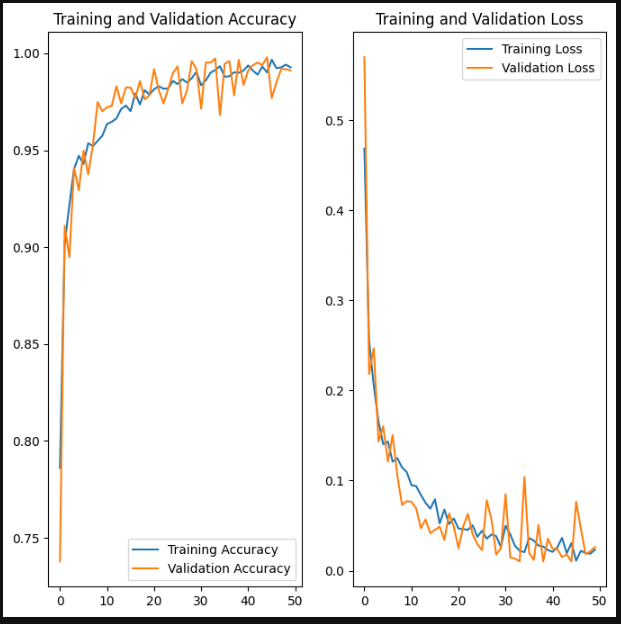 Training and Validation Accuracy
1.00
0.95
0.90
0.85
0.80
0.75
Training Accuracy
Validation Accuracy
0 10 20 30 40 50
Training and Validation Loss
Training Loss
Validation Loss
0.5
0.4
0.3
0.2
0.1
0.0
0 10 20 30 40 50